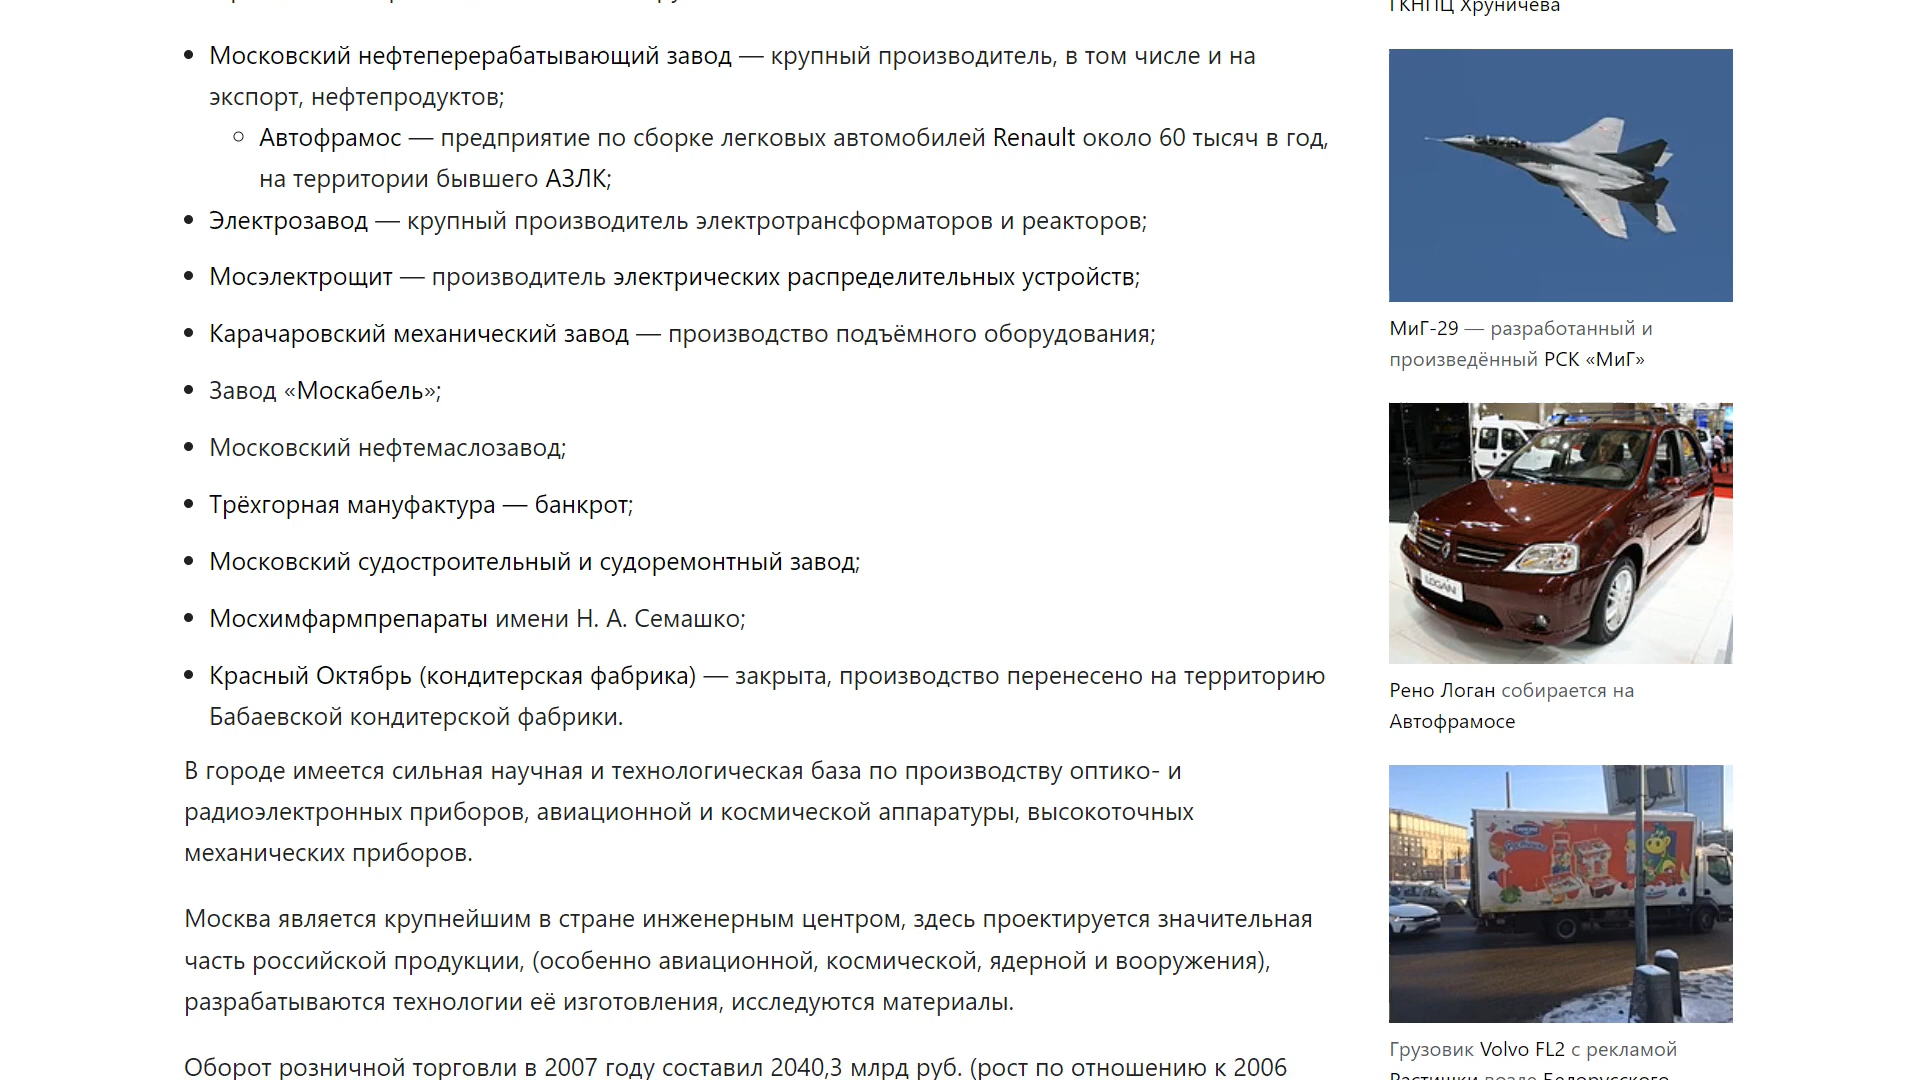 Московский нефтеперерабатывающий завод — крупный производитель, в том числе и на
экспорт, нефтепродуктов;
Автофрамос — предприятие по сборке легковых автомобилей Renault около 60 тысяч в год,
на территории бывшего АЗЛК;
Электрозавод — крупный производитель электротрансформаторов и реакторов;
Мосэлектрощит — производитель электрических распределительных устройств;
Карачаровский механический завод — производство подъёмного оборудования;
Завод «Москабель»;
Московский нефтемаслозавод;
Трёхгорная мануфактура — банкрот;
Московский судостроительный и судоремонтный завод;
Мосхимфармпрепараты имени Н. А. Семашко;
Красный Октябрь (кондитерская фабрика) — закрыта, производство перенесено на территорию
Бабаевской кондитерской фабрики.
В городе имеется сильная научная и технологическая база по производству оптико- и
радиоэлектронных приборов, авиационной и космической аппаратуры, высокоточных
механических приборов.
Москва является крупнейшим в стране инженерным центром, здесь проектируется значительная
часть российской продукции, (особенно авиационной, космической, ядерной и вооружения),
разрабатываются технологии её изготовления, исследуются материалы.
Оборот розничной торговли в 2007 году составил 2040,3 млрд руб. (рост по отношению к 2006
ГКНПЦ Хруничева
МиГ-29 — разработанный и
произведённый РСК «МиГ»
LOGAN
Рено Логан собирается на
Автофрамосе
Грузовик Volvo FL2 с рекламой
Растишки возле Белорусского